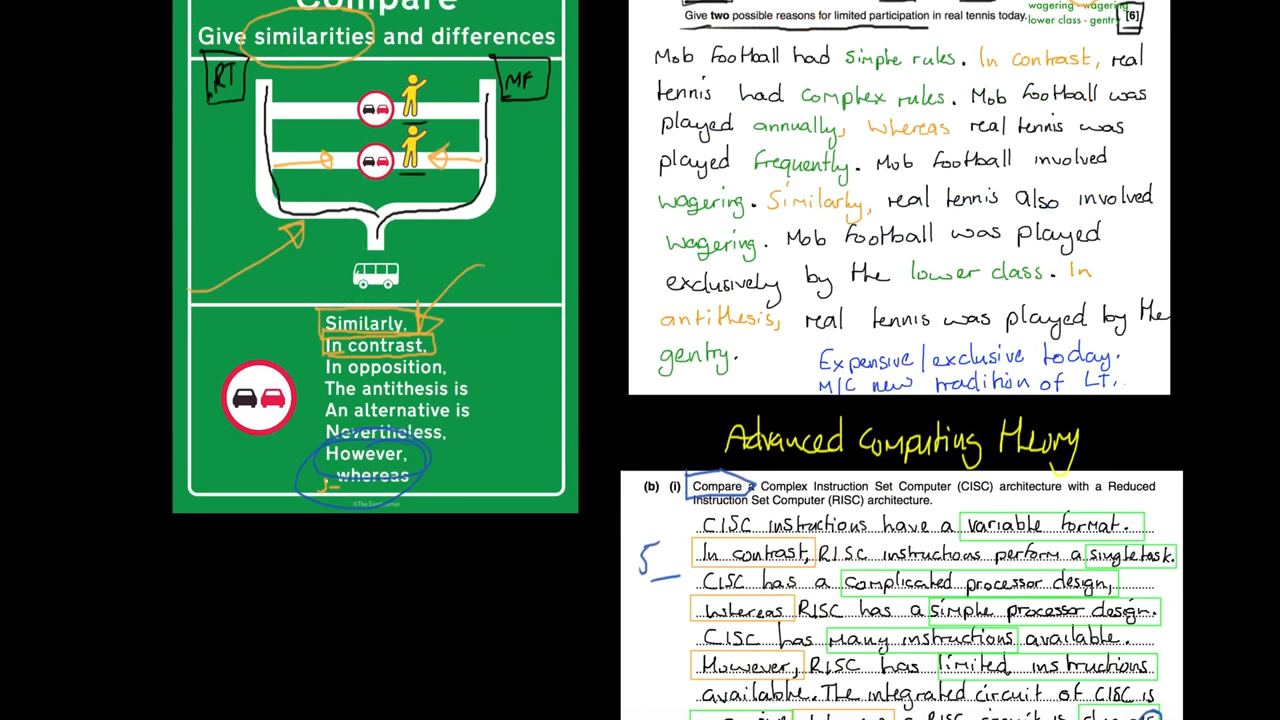 Compare
Give similarities and differences
RT
MF
Similarly,
In contrast,
In opposition,
The antithesis is
An alternative is
Nevertheless,
However,
, whereas
©The EverLearner
wagering - wagering
Give two possible reasons for limited participation in real tennis today.
lower class - gentry
[6]
Mob Football had simple rules. In contrast, real
tennis had complex rules. Mob Football was
played annually, whereas real tennis was
played frequently. Mob Football involved
wagering. Similarly, real tennis also involved
wagering. Mob Football was played
exclusively by the lower class. In
antithesis, real tennis was played by the
gentry.
Expensive/exclusive today.
M/C new tradition of LT.
Advanced Computing Theory
(b) (i) Compare a Complex Instruction Set Computer (CISC) architecture with a Reduced
Instruction Set Computer (RISC) architecture.
CISC instructions have a variable format.
In contrast, RISC instructions perform a single task.
5
CISC has a complicated processor design,
whereas RISC has a simple processor design.
CISC has many instructions available.
However, RISC has limited instructions
available. The integrated circuit of CISC is